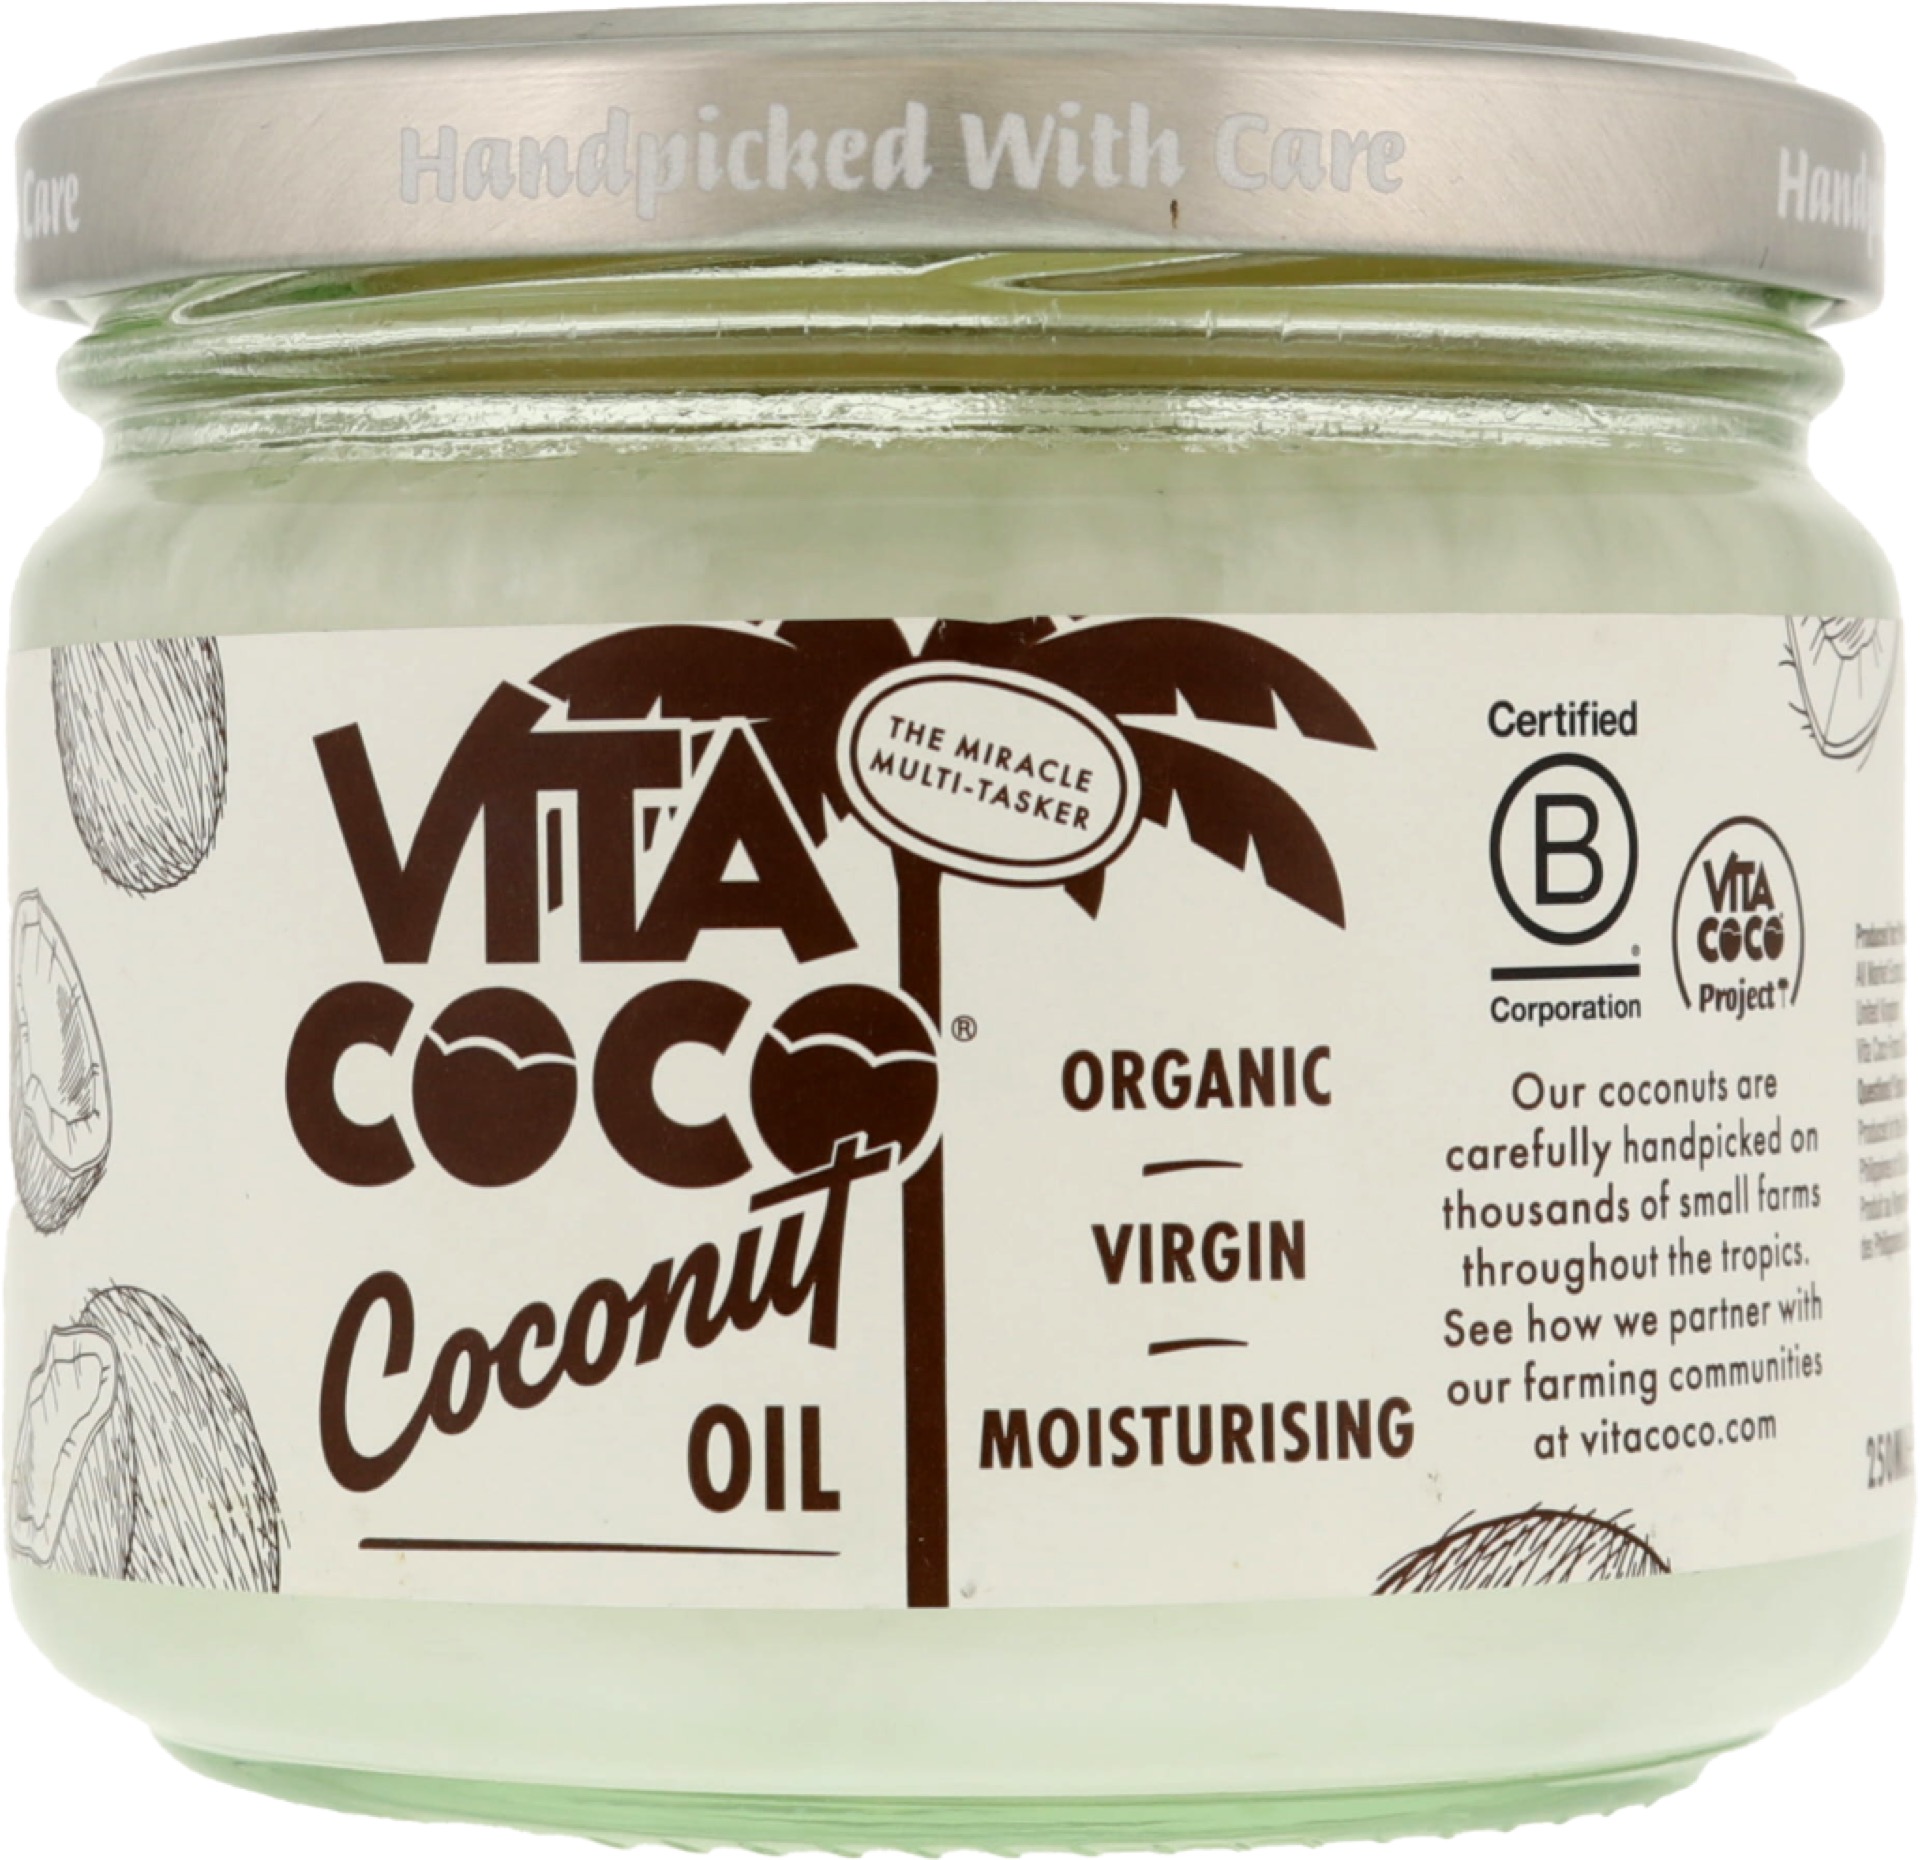 Handpicked With Care
Care
VITA
COCO
®
Coconut
OIL
THE MIRACLE
MULTI-TASKER
ORGANIC
VIRGIN
MOISTURISING
Certified
B
®
Corporation
VITA
COCO
Project
Our coconuts are
carefully handpicked on
thousands of small farms
throughout the tropics.
See how we partner with
our farming communities
at vitacoco.com